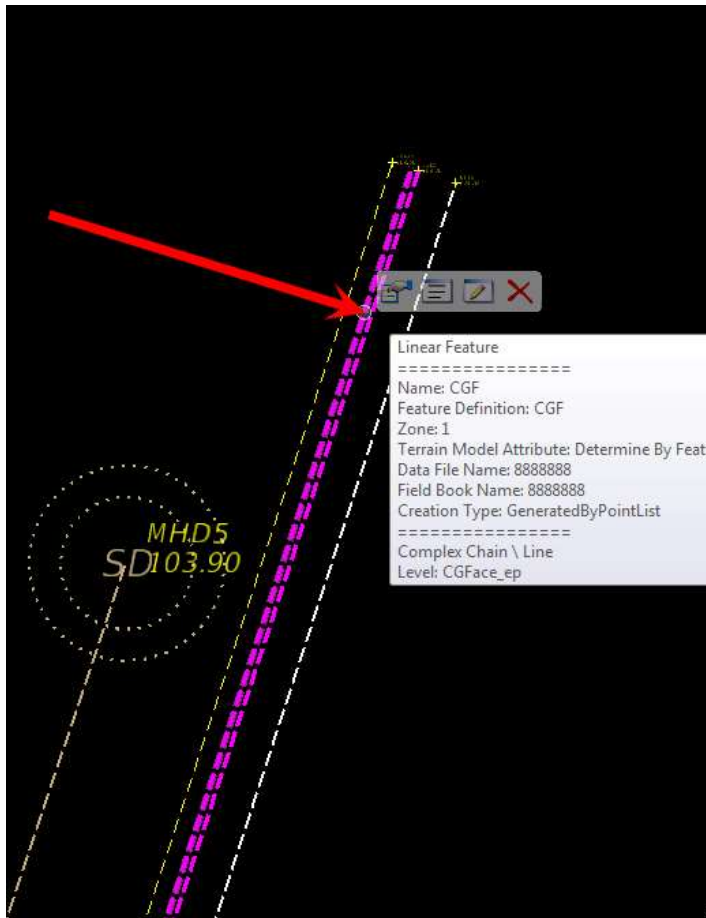 Linear Feature
================
Name: CGF
Feature Definition: CGF
Zone: 1
Terrain Model Attribute: Determine By Feat
Data File Name: 8888888
Field Book Name: 8888888
Creation Type: GeneratedByPointList
================
Complex Chain \ Line
Level: CGFace_ep
MHD5
SD 103.90